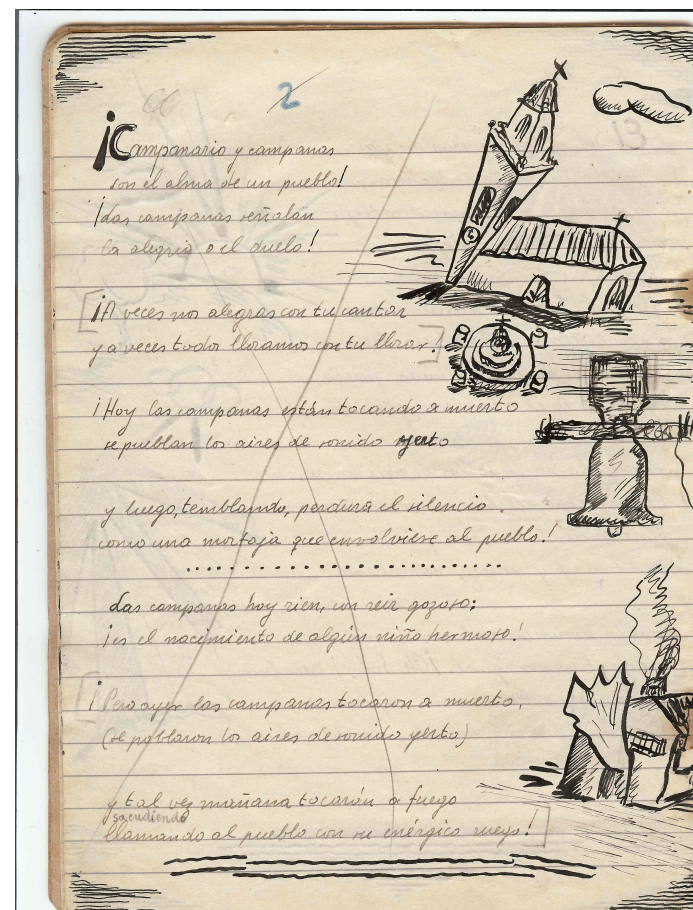 2
¡Campanario y campanas
son el alma de un pueblo!
¡Las campanas señalan
la alegria o el duelo!
[¡A veces nos alegras con tu cantar
y a veces todos lloramos con tu llorar!]
¡Hoy las campanas están tocando a muerto
se pueblan los aires de sonido yerto
y luego, temblando, perdura el silencio
como una mortaja que envolviese al pueblo!
Las campanas hoy rien, un reir gozoso;
¡es el nacimiento de algún niño hermoso!
[¡Pero ayer las campanas tocaron a muerto,
(se poblaron los aires de sonido yerto)
y tal vez mañana tocarán a fuego
sacudiendo
llamando al pueblo con su enérgico ruego!]